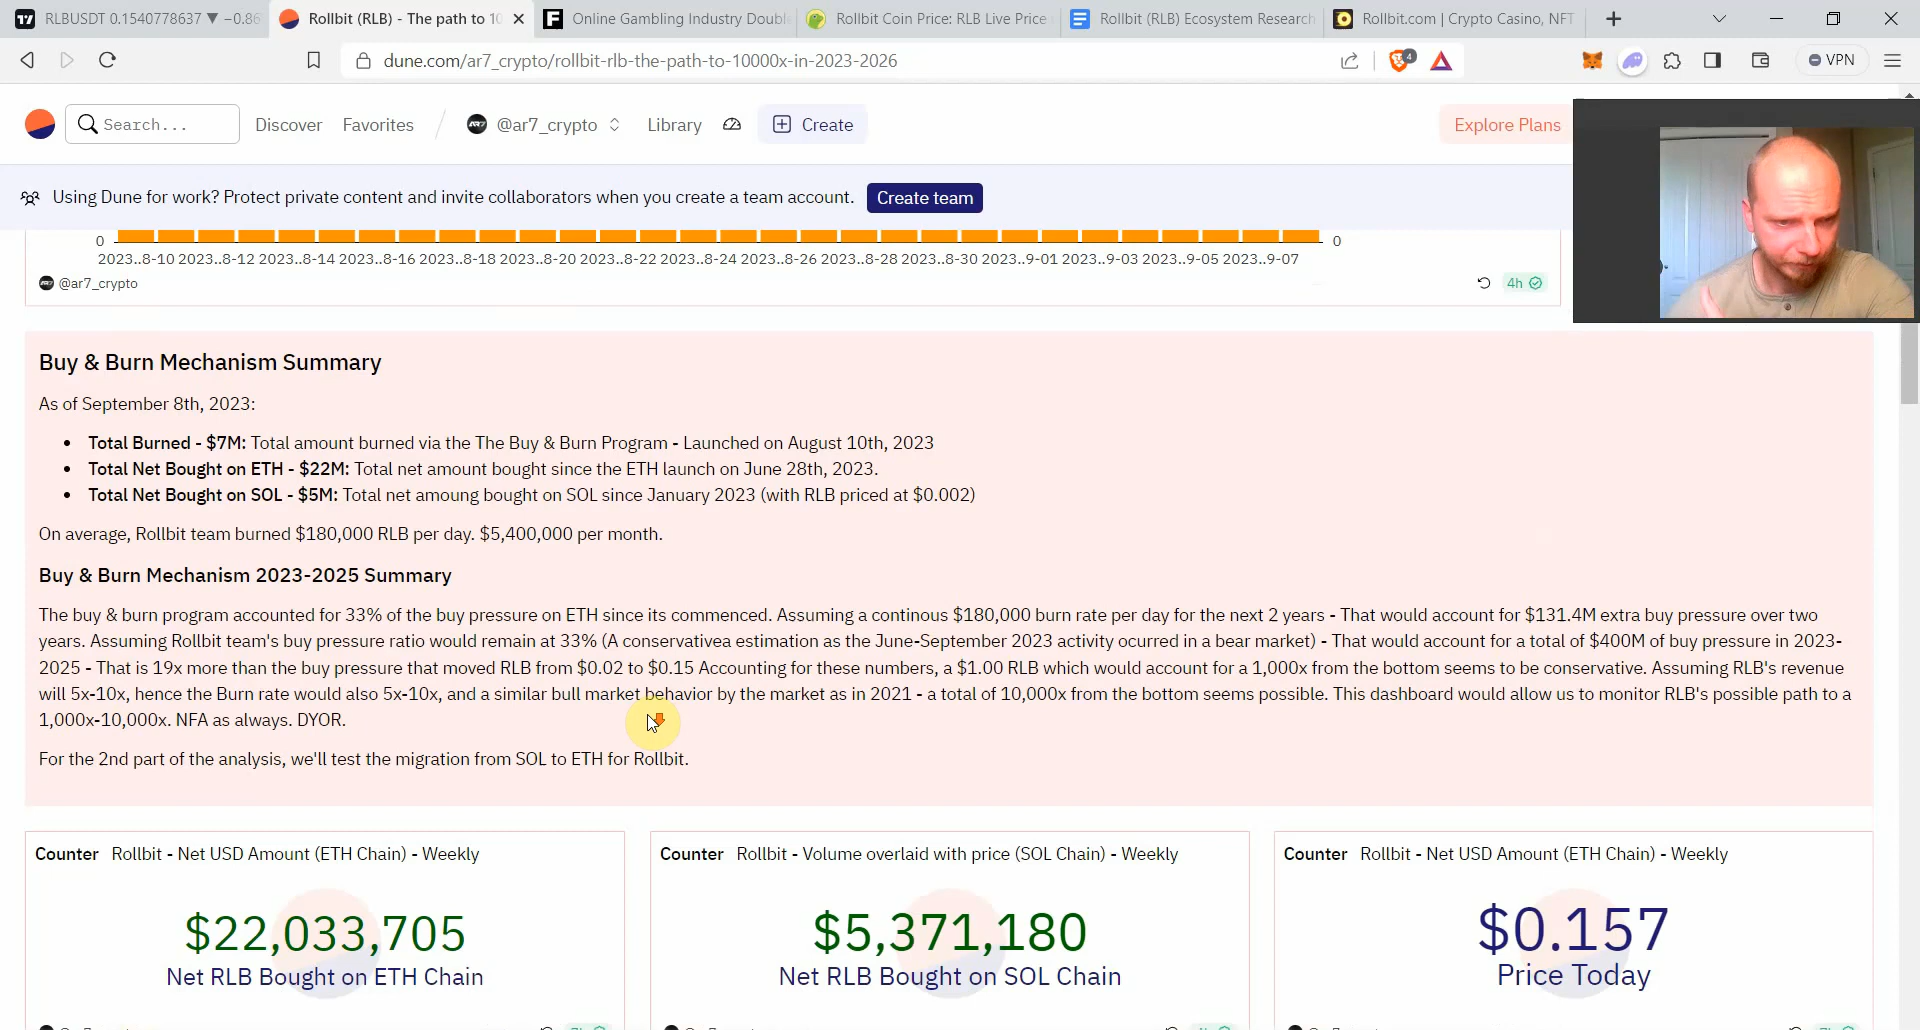 RLBUSDT 0.1540778637 ▼ −0.86
Rollbit (RLB) - The path to 10
Online Gambling Industry Doubl
Rollbit Coin Price: RLB Live Price
Rollbit (RLB) Ecosystem Research
Rollbit.com | Crypto Casino, NFT
dune.com/ar7_crypto/rollbit-rlb-the-path-to-10000x-in-2023-2026
4
VPN
Search...
Discover
Favorites
@ar7_crypto
Library
Create
Explore Plans
Using Dune for work? Protect private content and invite collaborators when you create a team account.
Create team
0
0
2023..8-10 2023..8-12 2023..8-14 2023..8-16 2023..8-18 2023..8-20 2023..8-22 2023..8-24 2023..8-26 2023..8-28 2023..8-30 2023..9-01 2023..9-03 2023..9-05 2023..9-07
@ar7_crypto
4h
Buy & Burn Mechanism Summary
As of September 8th, 2023:
• Total Burned - $7M: Total amount burned via the The Buy & Burn Program - Launched on August 10th, 2023
• Total Net Bought on ETH - $22M: Total net amount bought since the ETH launch on June 28th, 2023.
• Total Net Bought on SOL - $5M: Total net amoung bought on SOL since January 2023 (with RLB priced at $0.002)
On average, Rollbit team burned $180,000 RLB per day. $5,400,000 per month.
Buy & Burn Mechanism 2023-2025 Summary
The buy & burn program accounted for 33% of the buy pressure on ETH since its commenced. Assuming a continous $180,000 burn rate per day for the next 2 years - That would account for $131.4M extra buy pressure over two
years. Assuming Rollbit team's buy pressure ratio would remain at 33% (A conservativea estimation as the June-September 2023 activity ocurred in a bear market) - That would account for a total of $400M of buy pressure in 2023-
2025 - That is 19x more than the buy pressure that moved RLB from $0.02 to $0.15 Accounting for these numbers, a $1.00 RLB which would account for a 1,000x from the bottom seems to be conservative. Assuming RLB's revenue
will 5x-10x, hence the Burn rate would also 5x-10x, and a similar bull market behavior by the market as in 2021 - a total of 10,000x from the bottom seems possible. This dashboard would allow us to monitor RLB's possible path to a
1,000x-10,000x. NFA as always. DYOR.
For the 2nd part of the analysis, we'll test the migration from SOL to ETH for Rollbit.
Counter Rollbit - Net USD Amount (ETH Chain) - Weekly
$22,033,705
Net RLB Bought on ETH Chain
Counter Rollbit - Volume overlaid with price (SOL Chain) - Weekly
$5,371,180
Net RLB Bought on SOL Chain
Counter Rollbit - Net USD Amount (ETH Chain) - Weekly
$0.157
Price Today